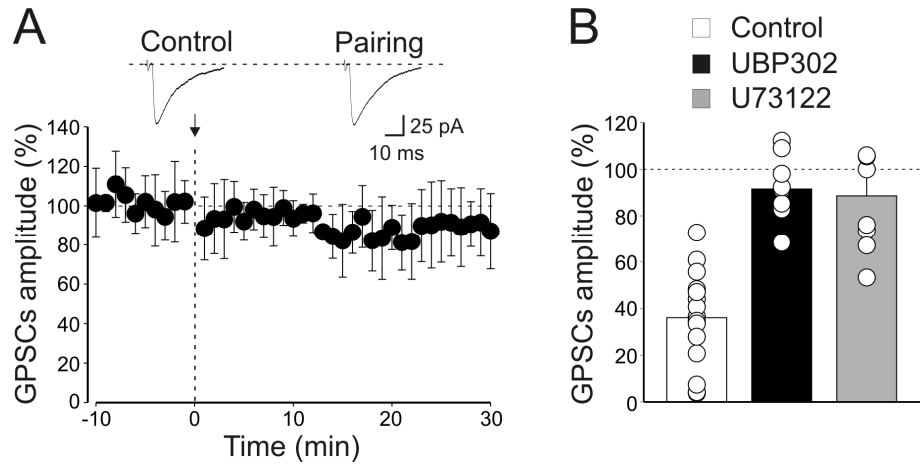 A
Control
Pairing
25 pA
10 ms
GPSCs amplitude (%)
140
120
100
80
60
40
20
0
-10
0
10
20
30
Time (min)
B
Control
UBP302
U73122
GPSCs amplitude (%)
120
100
80
60
40
20
0